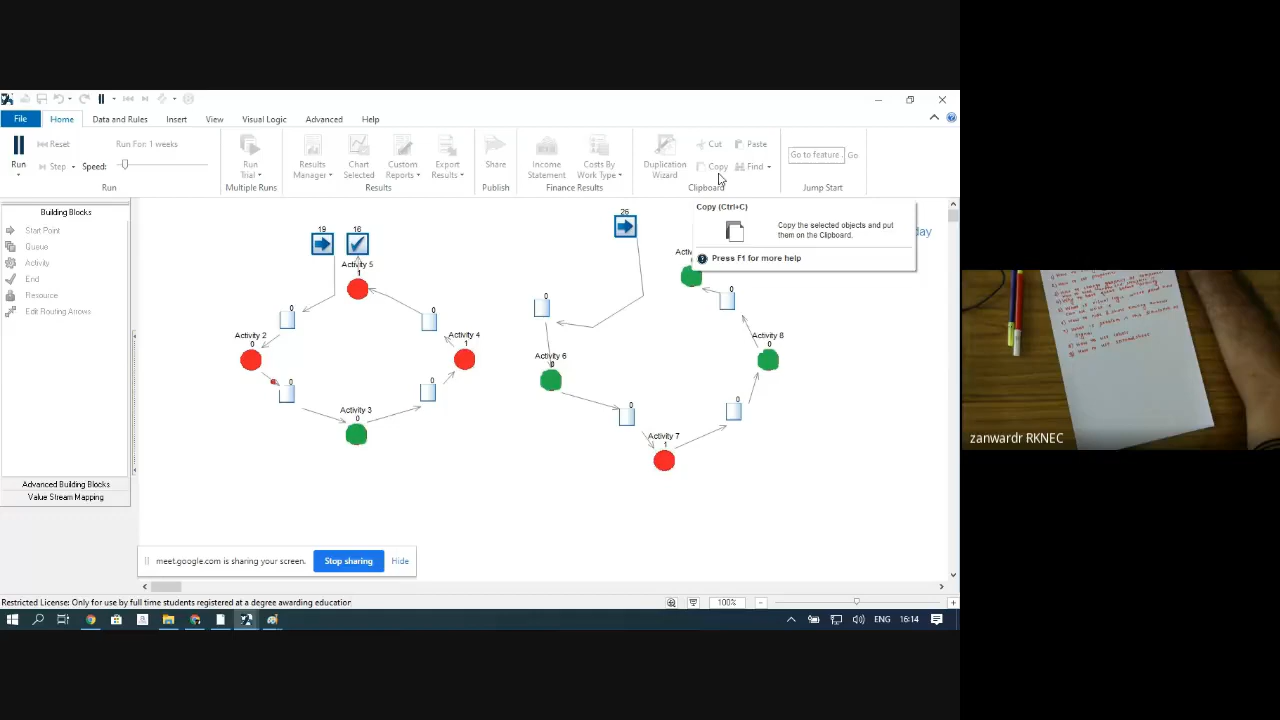 File Home Data and Rules Insert View Visual Logic Advanced Help
Run
Reset
Step
Run For: 1 weeks
Speed:
Run
Run Trial
Multiple Runs
Results Manager
Chart Selected
Custom Reports
Export Results
Results
Share
Publish
Income Statement
Costs By Work Type
Finance Results
Duplication Wizard
Cut
Copy
Paste
Find
Clipboard
Go to feature.
Go
Jump Start
Building Blocks
Start Point
Queue
Activity
End
Resource
Edit Routing Arrows
Advanced Building Blocks
Value Stream Mapping
Copy (Ctrl+C)
Copy the selected objects and put
them on the Clipboard.
Press F1 for more help
19
16
Activity 5
1
0
0
Activity 2
0
Activity 4
1
0
0
Activity 3
0
26
0
0
Activity 6
Activity 8
0
0
0
Activity 7
1
meet.google.com is sharing your screen.
Stop sharing
Hide
Restricted License: Only for use by full time students registered at a degree awarding
100%
ENG
16:14
zanwardr RKNEC